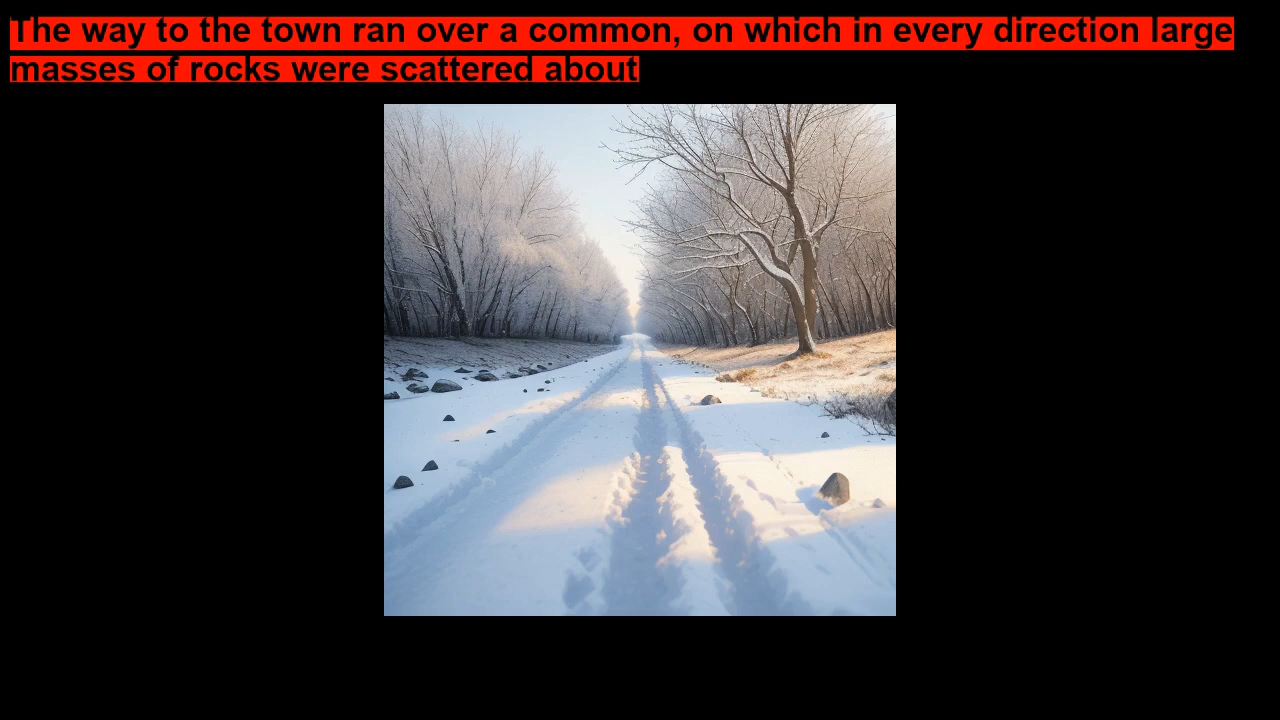 The way to the town ran over a common, on which in every direction large
masses of rocks were scattered about